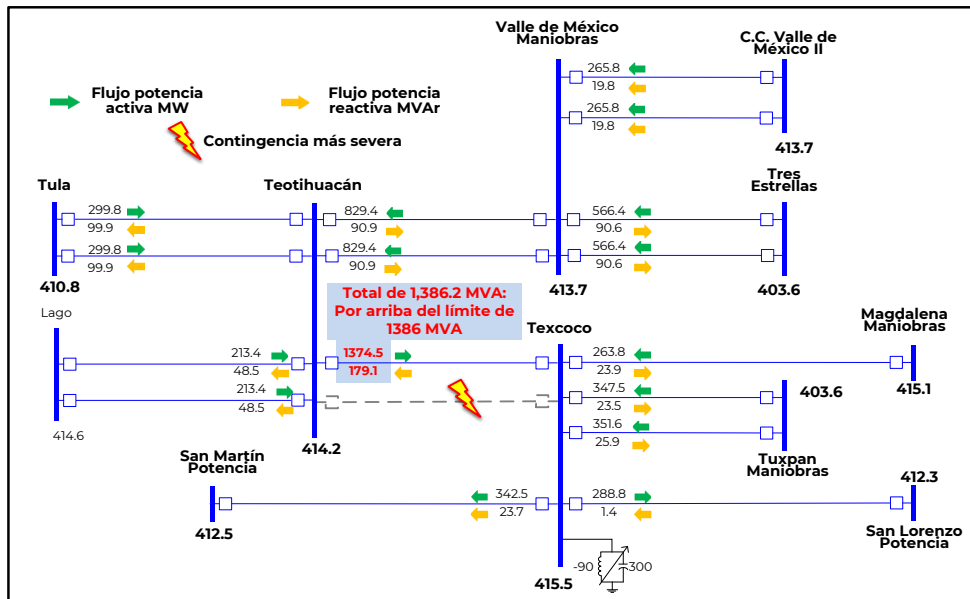 Valle de México
Maniobras
C.C. Valle de
México II
Flujo potencia
activa MW
Flujo potencia
reactiva MVAr
Contingencia más severa
265.8
19.8
265.8
19.8
413.7
Tula
Teotihuacán
Tres
Estrellas
299.8
99.9
299.8
99.9
829.4
90.9
829.4
90.9
566.4
90.6
566.4
90.6
410.8
413.7
403.6
Total de 1,386.2 MVA:
Por arriba del límite de
1386 MVA
Lago
Texcoco
Magdalena
Maniobras
213.4
48.5
213.4
48.5
1374.5
179.1
263.8
23.9
347.5
23.5
351.6
25.9
415.1
403.6
414.6
414.2
Tuxpan
Maniobras
San Martín
Potencia
412.3
342.5
23.7
288.8
1.4
412.5
San Lorenzo
Potencia
-90
300
415.5